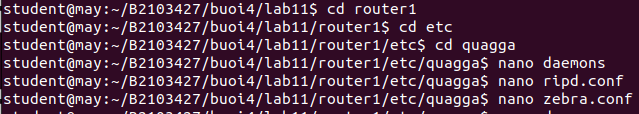 student@may:~/B2103427/buoi4/lab11$ cd router1
student@may:~/B2103427/buoi4/lab11/router1$ cd etc
student@may:~/B2103427/buoi4/lab11/router1/etc$ cd quagga
student@may:~/B2103427/buoi4/lab11/router1/etc/quagga$ nano daemons
student@may:~/B2103427/buoi4/lab11/router1/etc/quagga$ nano ripd.conf
student@may:~/B2103427/buoi4/lab11/router1/etc/quagga$ nano zebra.conf